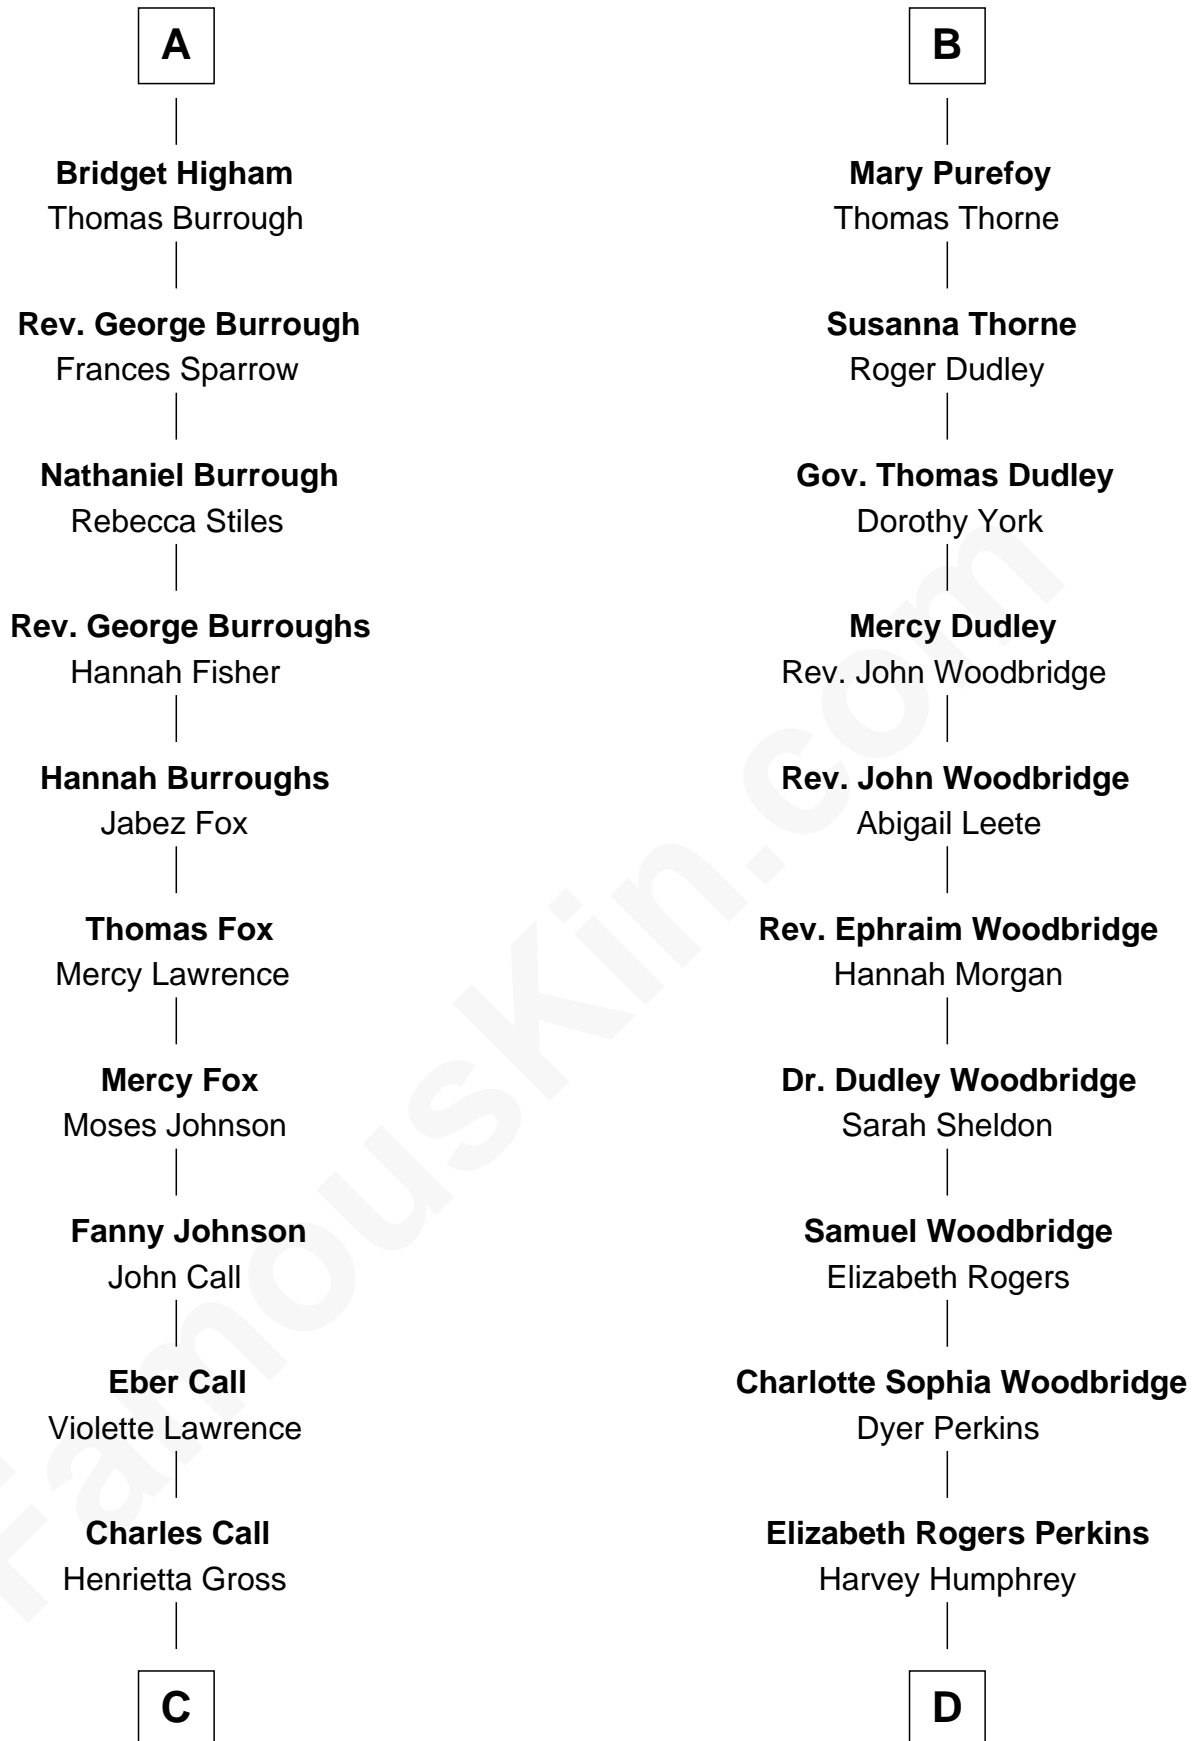 A
Bridget Higham
Thomas Burrough
Rev. George Burrough
Frances Sparrow
Nathaniel Burrough
Rebecca Stiles
Rev. George Burroughs
Hannah Fisher
Hannah Burroughs
Jabez Fox
Thomas Fox
Mercy Lawrence
Mercy Fox
Moses Johnson
Fanny Johnson
John Call
Eber Call
Violette Lawrence
Charles Call
Henrietta Gross
C
B
Mary Purefoy
Thomas Thorne
Susanna Thorne
Roger Dudley
Gov. Thomas Dudley
Dorothy York
Mercy Dudley
Rev. John Woodbridge
Rev. John Woodbridge
Abigail Leete
Rev. Ephraim Woodbridge
Hannah Morgan
Dr. Dudley Woodbridge
Sarah Sheldon
Samuel Woodbridge
Elizabeth Rogers
Charlotte Sophia Woodbridge
Dyer Perkins
Elizabeth Rogers Perkins
Harvey Humphrey
D
FamousKin.com